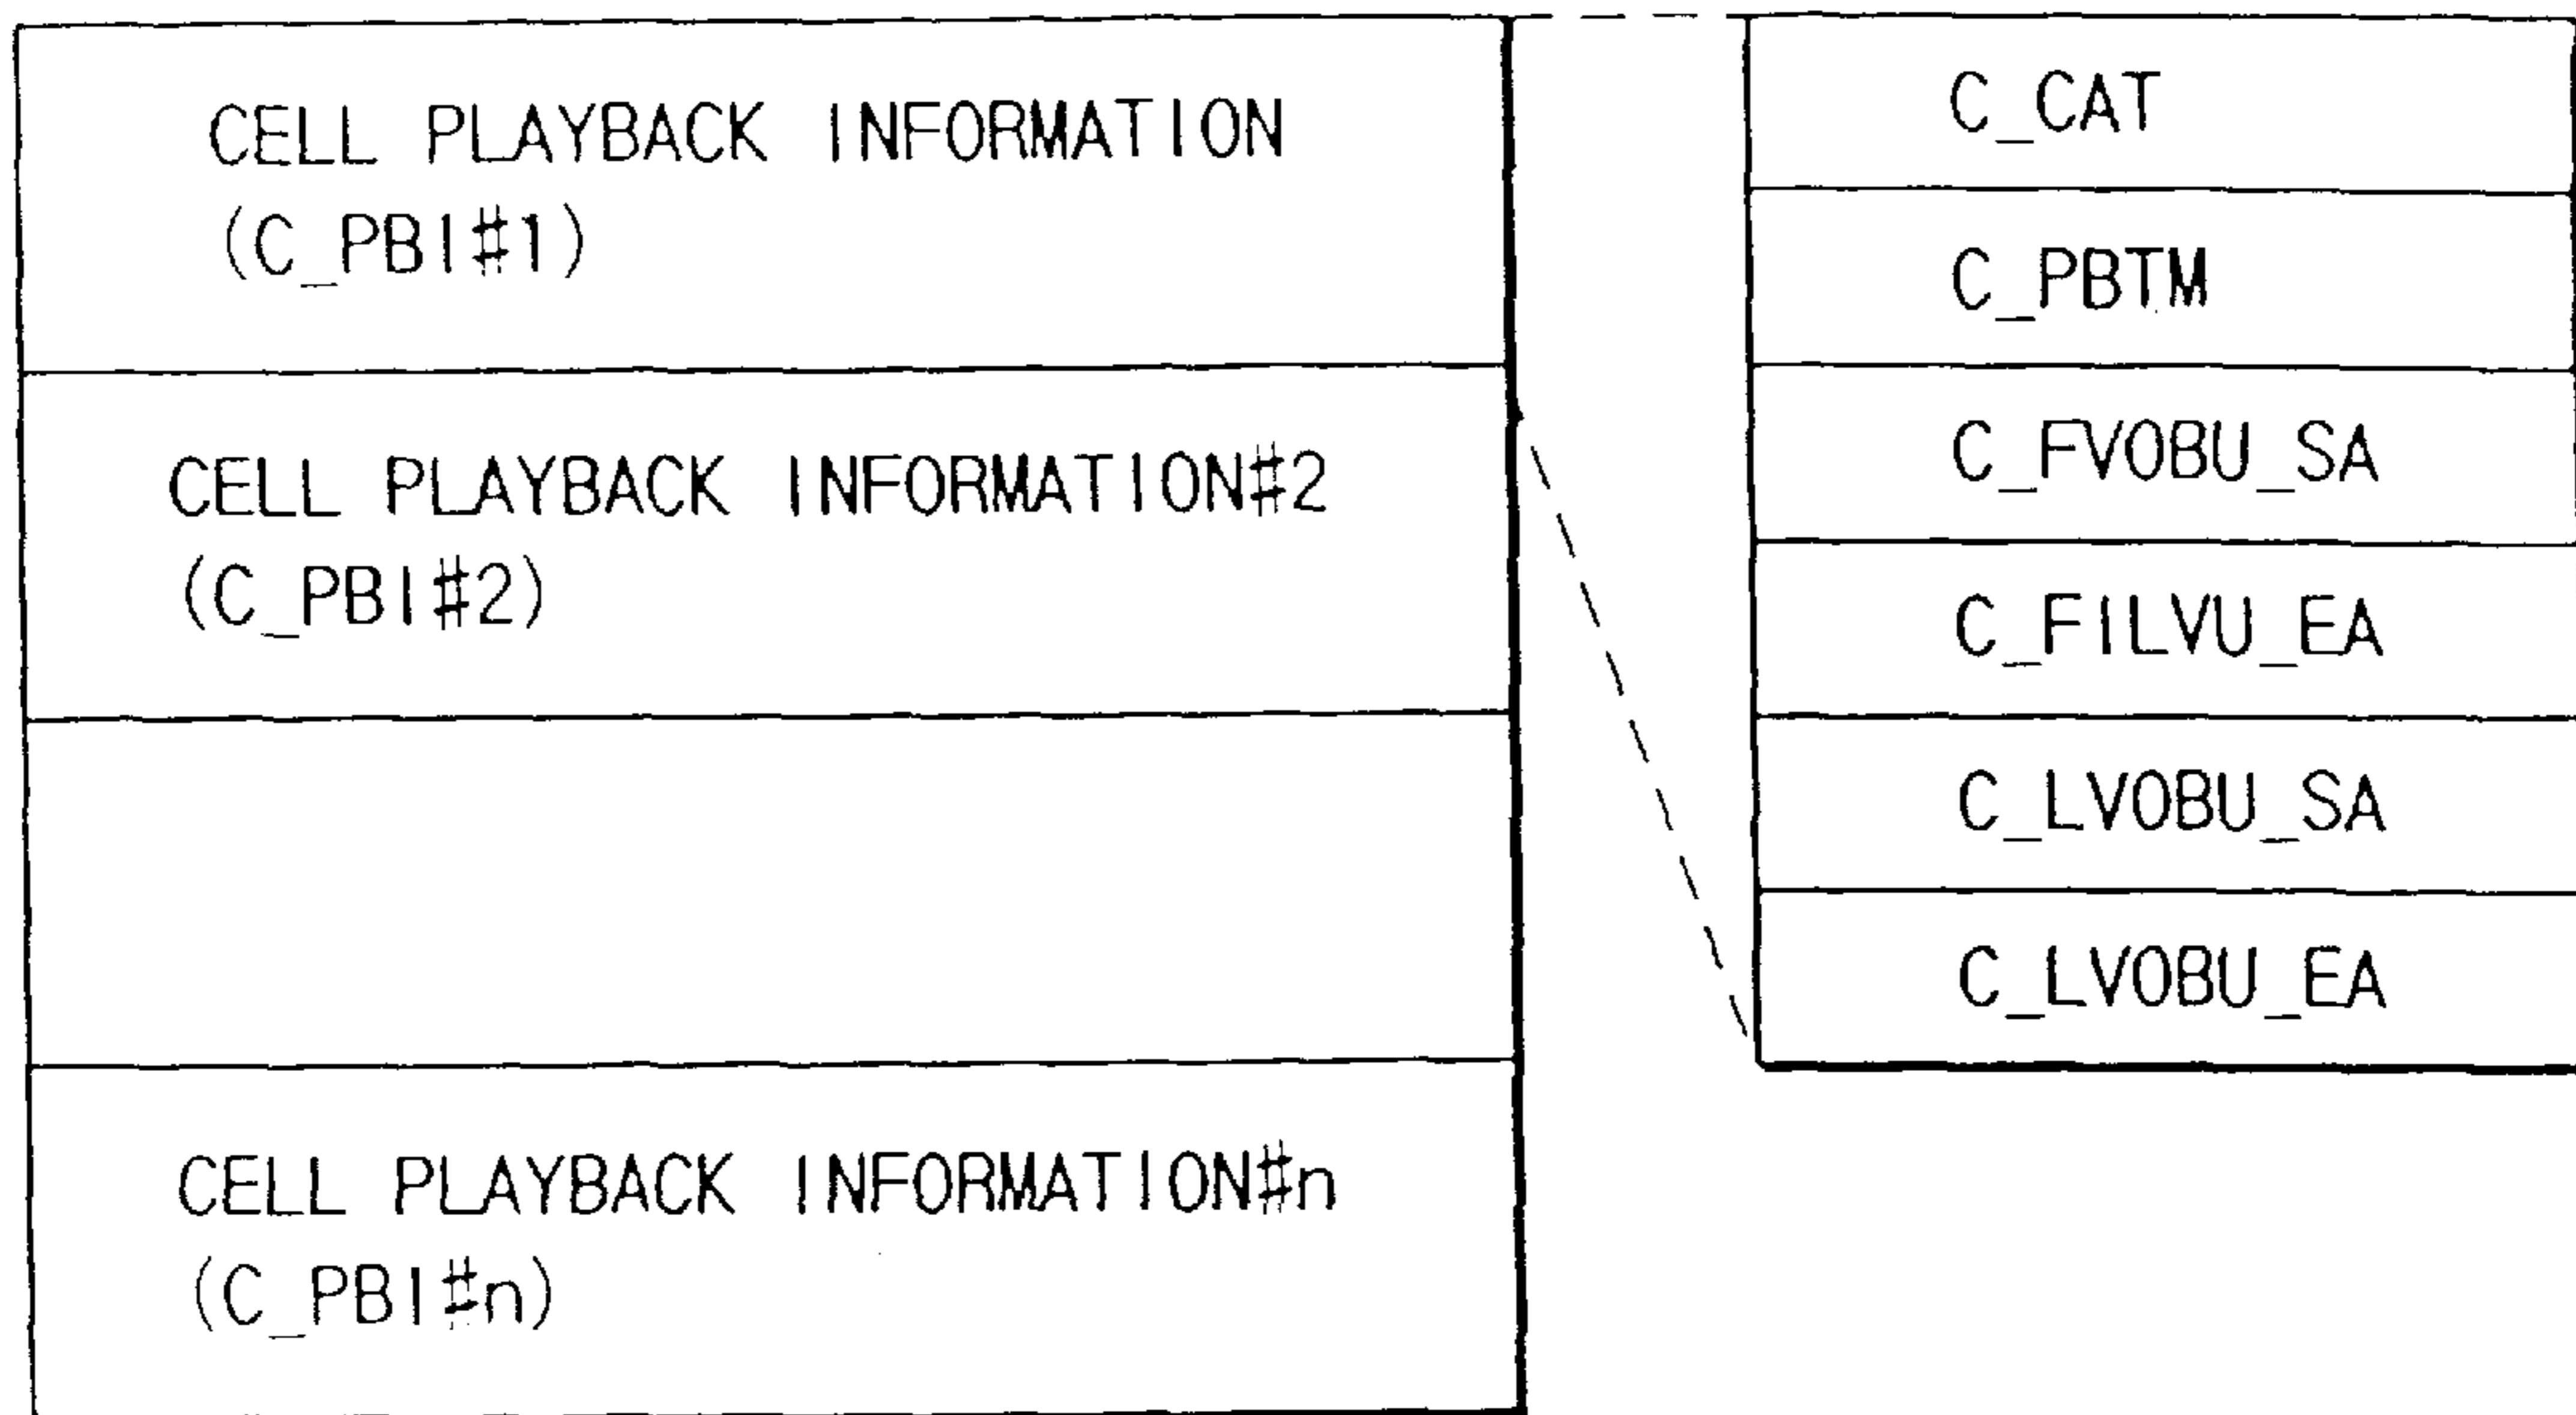 CELL PLAYBACK INFORMATION
(C_PBI#1)
CELL PLAYBACK INFORMATION#2
(C_PBI#2)
CELL PLAYBACK INFORMATION#n
(C_PBI#n)
C_CAT
C_PBTM
C_FVOBU_SA
C_FILVU_EA
C_LVOBU_SA
C_LVOBU_EA